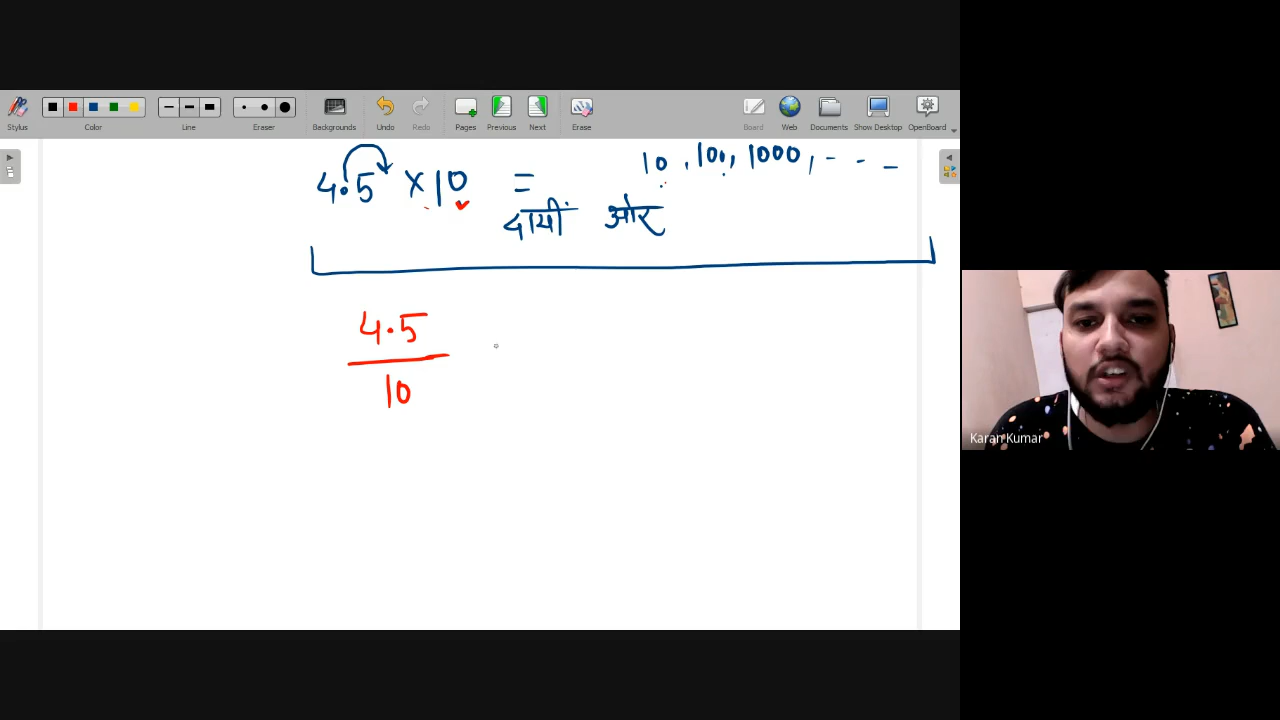 Stylus Color Line Eraser Backgrounds Undo Redo Pages Previous Next Erase Board Web Documents Show Desktop OpenBoard
4.5 × 10 = 10, 100, 1000, - - -
दायीं ओर
4.5
10
Karan Kumar